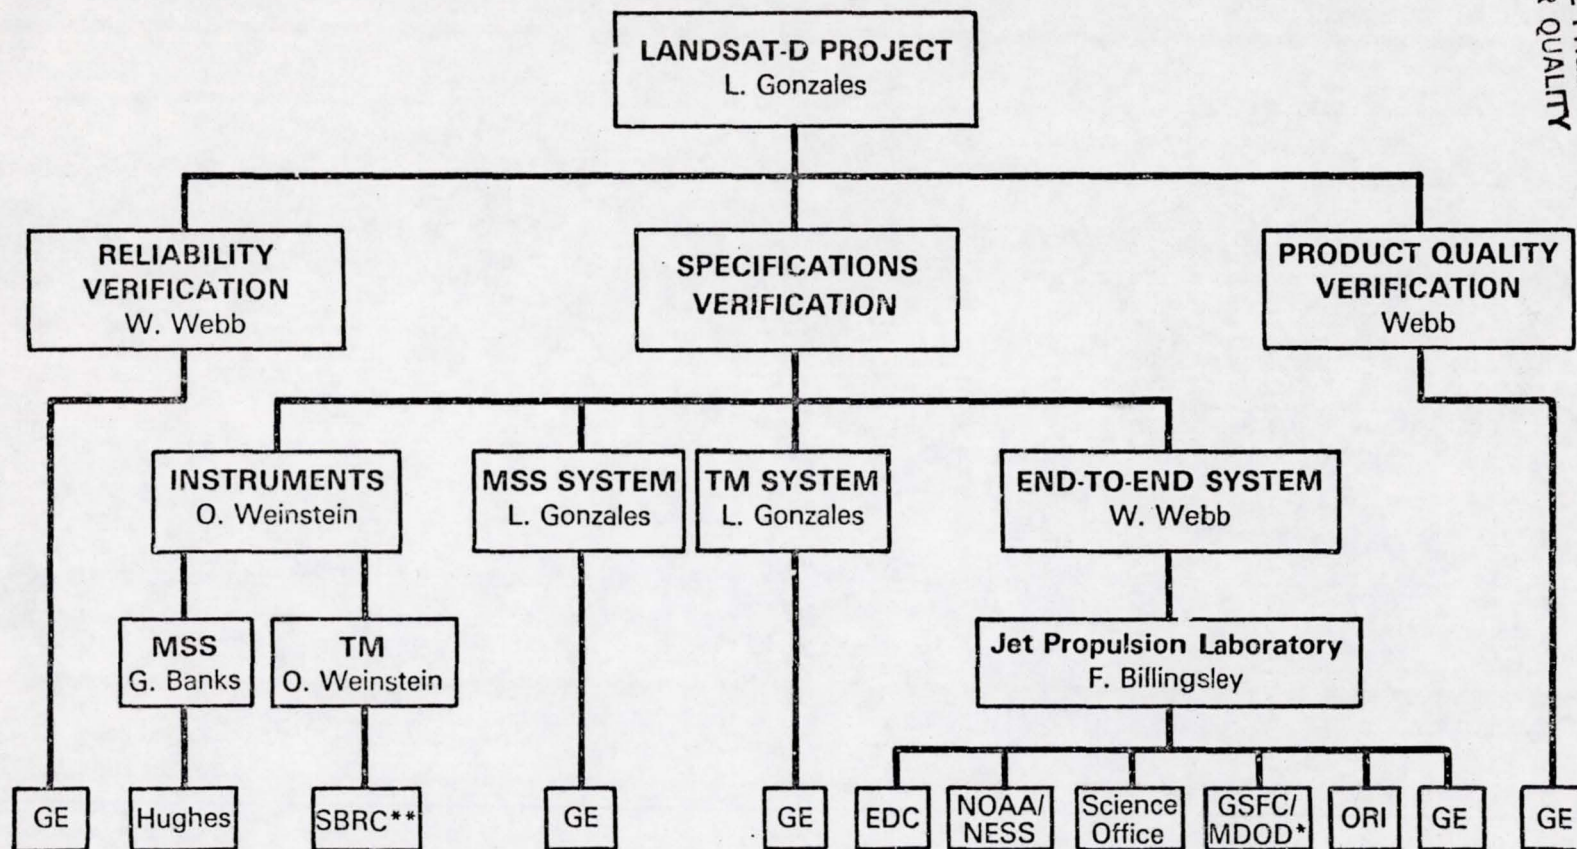 R QUALITY
LANDSAT-D PROJECT
L. Gonzales
RELIABILITY
VERIFICATION
W. Webb
SPECIFICATIONS
VERIFICATION
PRODUCT QUALITY
VERIFICATION
Webb
INSTRUMENTS
O. Weinstein
MSS SYSTEM
L. Gonzales
TM SYSTEM
L. Gonzales
END-TO-END SYSTEM
W. Webb
MSS
G. Banks
TM
O. Weinstein
Jet Propulsion Laboratory
F. Billingsley
GE
Hughes
SBRC**
GE
GE
EDC
NOAA/
NESS
Science
Office
GSFC/
MDOD*
ORI
GE
GE